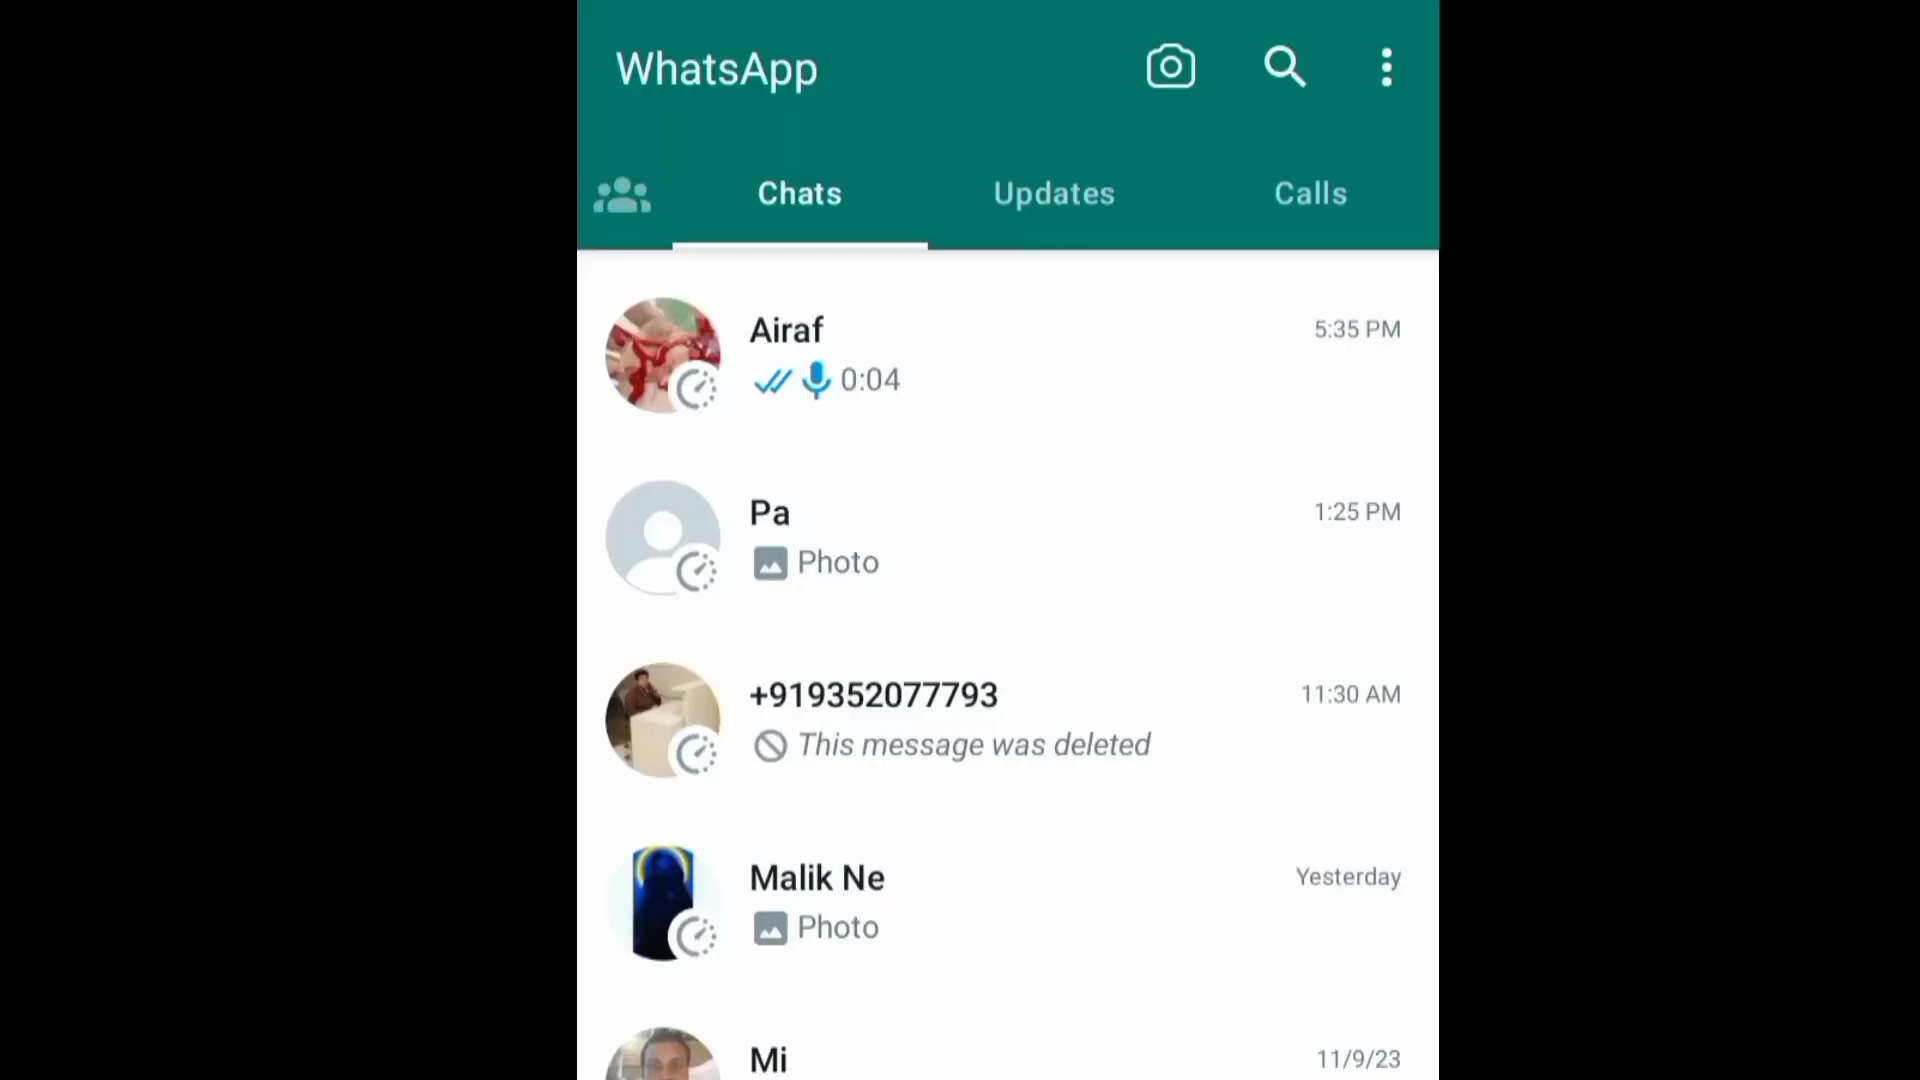 WhatsApp
Chats Updates Calls
Airaf 5:35 PM
0:04
Pa 1:25 PM
Photo
+919352077793 11:30 AM
This message was deleted
Malik Ne Yesterday
Photo
Mi 11/9/23